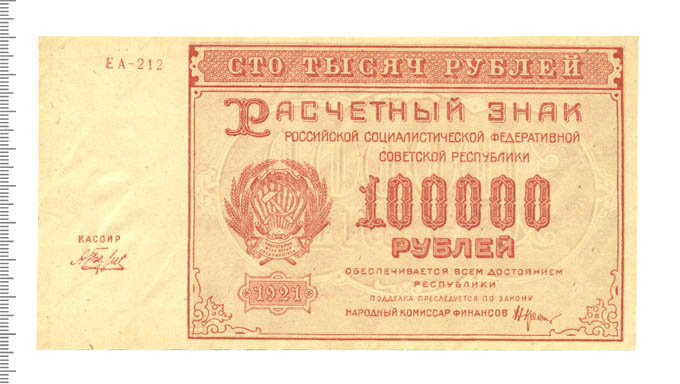 ЕА-212
СТО ТЫСЯЧ РУБЛЕЙ
РАСЧЕТНЫЙ ЗНАК
РОССИЙСКОЙ СОЦИАЛИСТИЧЕСКОЙ ФЕДЕРАТИВНОЙ
СОВЕТСКОЙ РЕСПУБЛИКИ
100000
РУБЛЕЙ
КАССИР
ОБЕСПЕЧИВАЕТСЯ ВСЕМ ДОСТОЯНИЕМ
РЕСПУБЛИКИ
1921
ПОДДЕЛКА ПРЕСЛЕДУЕТСЯ ПО ЗАКОНУ
НАРОДНЫЙ КОМИССАР ФИНАНСОВ